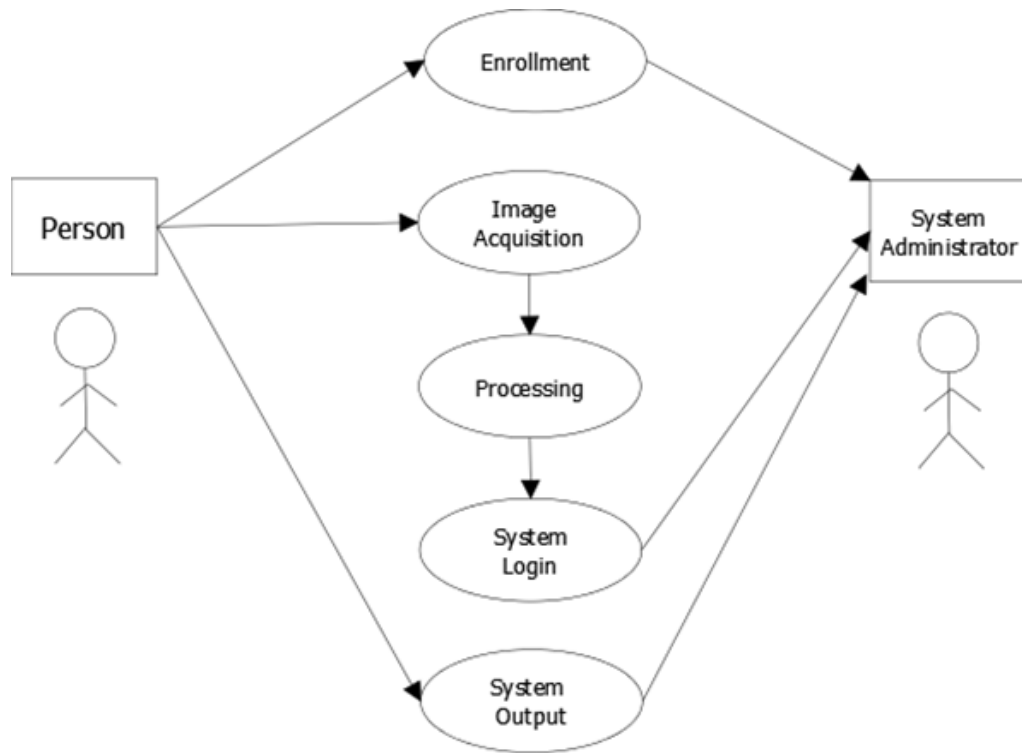 Enrollment
Person
Image
Acquisition
System
Administrator
Processing
System
Login
System
Output